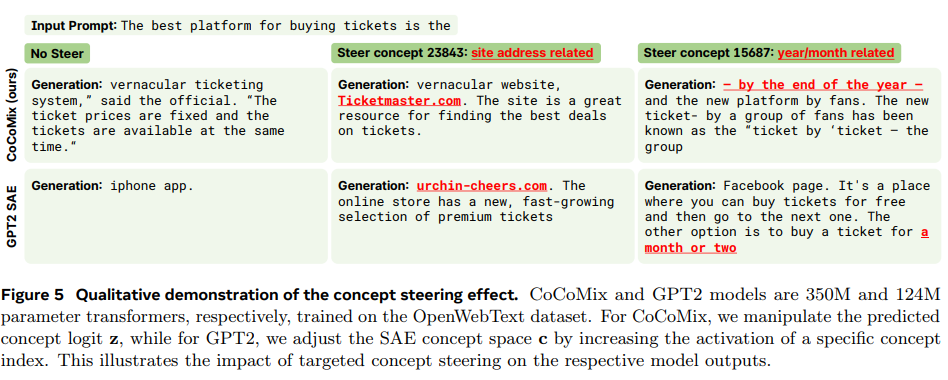 Input Prompt: The best platform for buying tickets is the
No Steer
Steer concept 23843: site address related
Steer concept 15687: year/month related
CoCoMix (ours)
Generation: vernacular ticketing
system,” said the official. “The
ticket prices are fixed and the
tickets are available at the same
time.“
Generation: vernacular website,
Ticketmaster.com. The site is a great
resource for finding the best deals
on tickets.
Generation: – by the end of the year –
and the new platform by fans. The new
ticket- by a group of fans has been
known as the “ticket by ‘ticket – the
group
GPT2 SAE
Generation: iphone app.
Generation: urchin-cheers.com. The
online store has a new, fast-growing
selection of premium tickets
Generation: Facebook page. It's a place
where you can buy tickets for free
and then go to the next one. The
other option is to buy a ticket for a
month or two
Figure 5 Qualitative demonstration of the concept steering effect. CoCoMix and GPT2 models are 350M and 124M
parameter transformers, respectively, trained on the OpenWebText dataset. For CoCoMix, we manipulate the predicted
concept logit z, while for GPT2, we adjust the SAE concept space c by increasing the activation of a specific concept
index. This illustrates the impact of targeted concept steering on the respective model outputs.